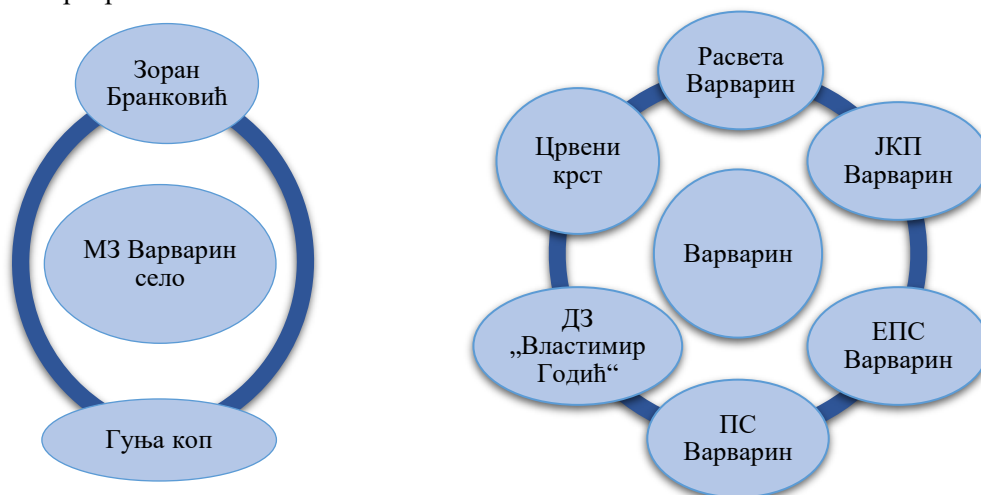 Зоран
Бранковић
МЗ Варварин
село
Гуња коп
Расвета
Варварин
Црвени
крст
ЈКП
Варварин
Варварин
ДЗ
„Властимир
Годић“
ЕПС
Варварин
ПС
Варварин